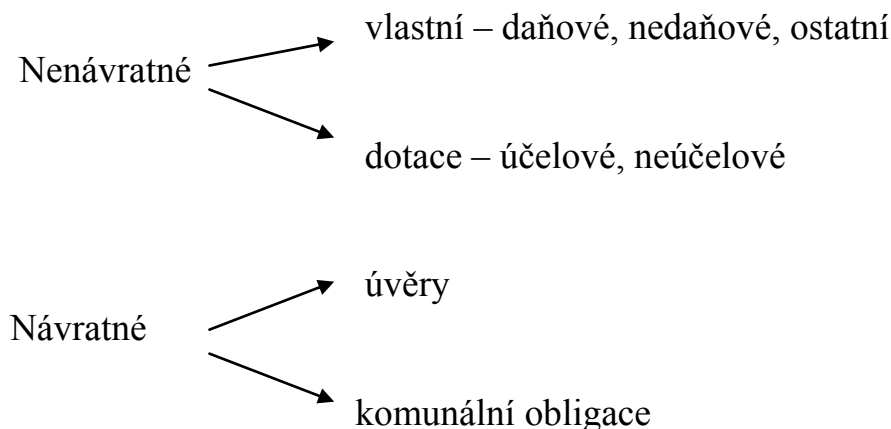 vlastní – daňové, nedaňové, ostatní
Nenávratné
dotace – účelové, neúčelové
úvěry
Návratné
komunální obligace